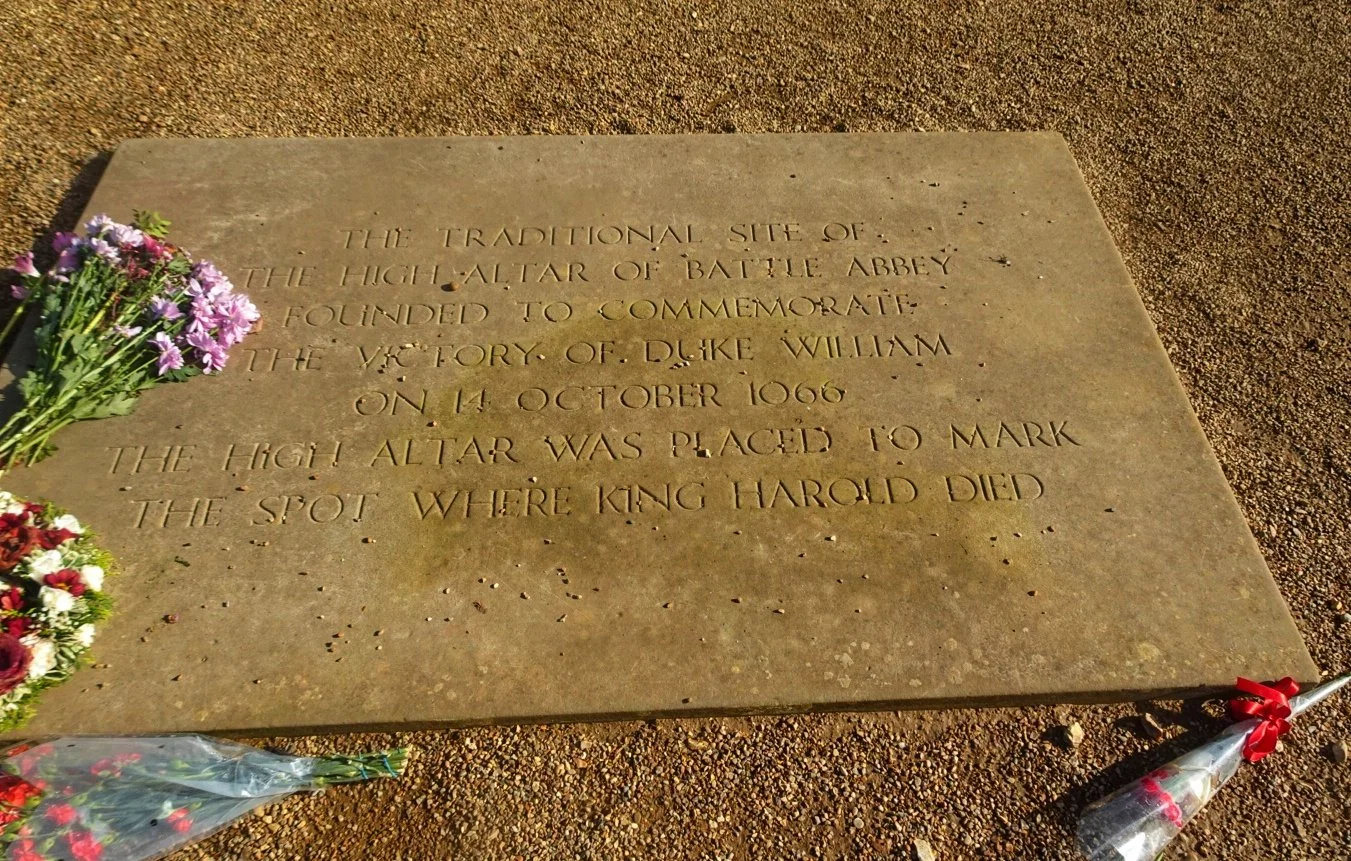 THE TRADITIONAL SITE OF
THE HIGH ALTAR OF BATTLE ABBEY
FOUNDED TO COMMEMORATE
THE VICTORY OF DUKE WILLIAM
ON 14 OCTOBER 1066
THE HIGH ALTAR WAS PLACED TO MARK
THE SPOT WHERE KING HAROLD DIED